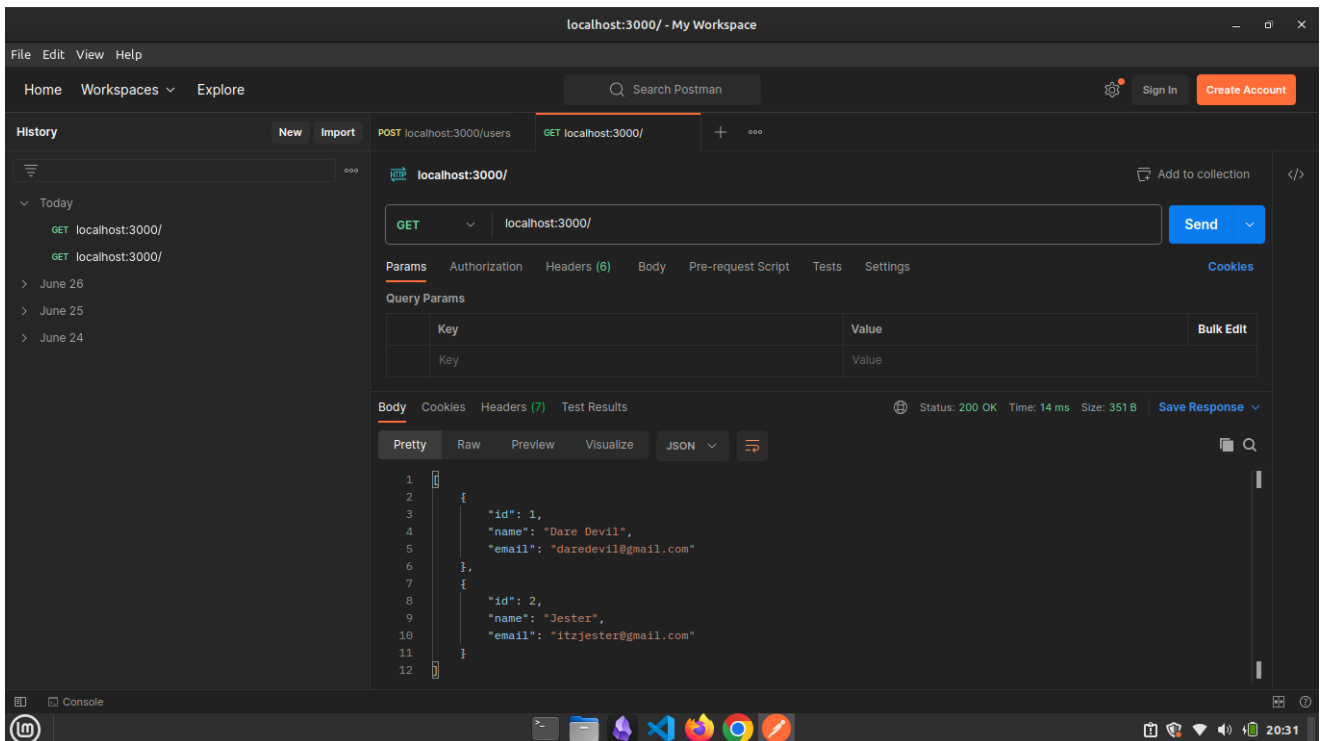 localhost:3000/ - My Workspace
File Edit View Help
Home Workspaces Explore Search Postman Sign In Create Account
History New Import POST localhost:3000/users GET localhost:3000/
HTTP localhost:3000/ Add to collection </>
Today
GET localhost:3000/
GET localhost:3000/
June 26
June 25
June 24
GET localhost:3000/ Send
Params Authorization Headers (6) Body Pre-request Script Tests Settings Cookies
Query Params
Key Value Bulk Edit
Key Value
Body Cookies Headers (7) Test Results Status: 200 OK Time: 14 ms Size: 351 B Save Response
Pretty Raw Preview Visualize JSON
1 [
2 {
3 "id": 1,
4 "name": "Dare Devil",
5 "email": "daredevil@gmail.com"
6 },
7 {
8 "id": 2,
9 "name": "Jester",
10 "email": "itzjester@gmail.com"
11 }
12 ]
Console
20:31